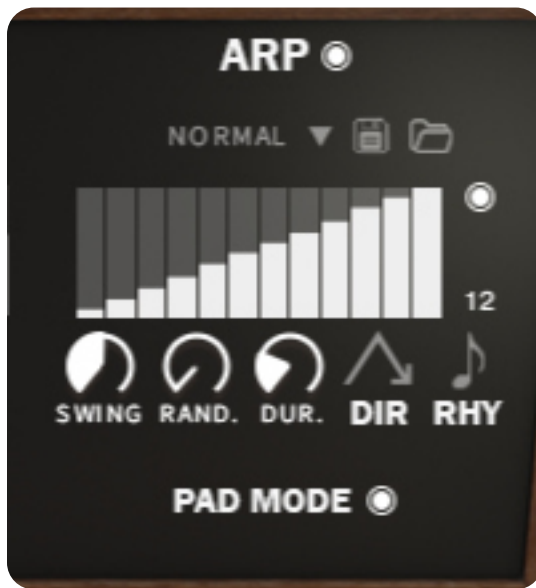 ARP
NORMAL
12
SWING RAND. DUR. DIR RHY
PAD MODE